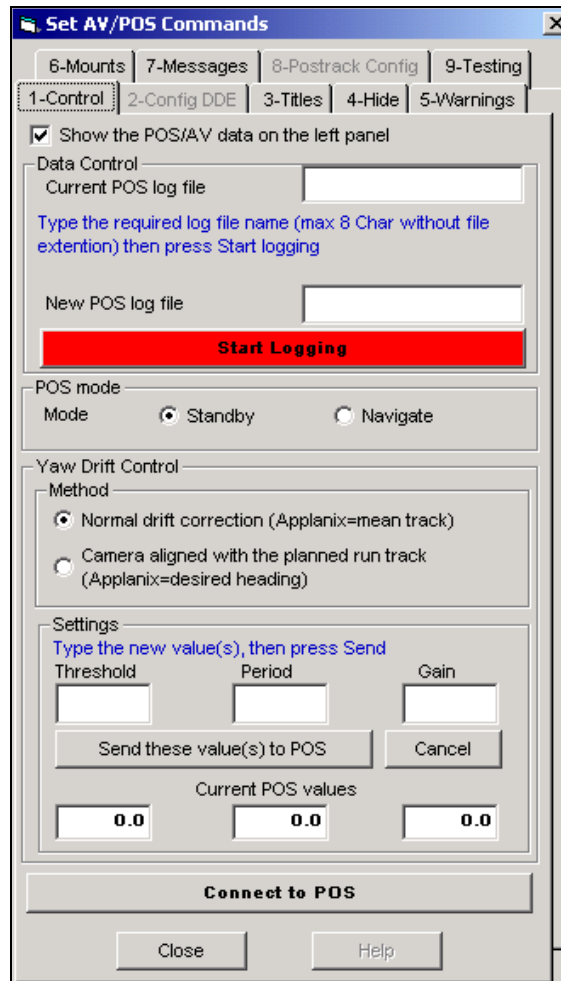 Set AV/POS Commands
6-Mounts 7-Messages 8-Postrack Config 9-Testing
1-Control 2-Config DDE 3-Titles 4-Hide 5-Warnings
Show the POS/AV data on the left panel
Data Control
Current POS log file
Type the required log file name (max 8 Char without file
extention) then press Start logging
New POS log file
Start Logging
POS mode
Mode Standby Navigate
Yaw Drift Control
Method
Normal drift correction (Applanix=mean track)
Camera aligned with the planned run track
(Applanix=desired heading)
Settings
Type the new value(s), then press Send
Threshold Period Gain
Send these value(s) to POS Cancel
Current POS values
0.0 0.0 0.0
Connect to POS
Close Help